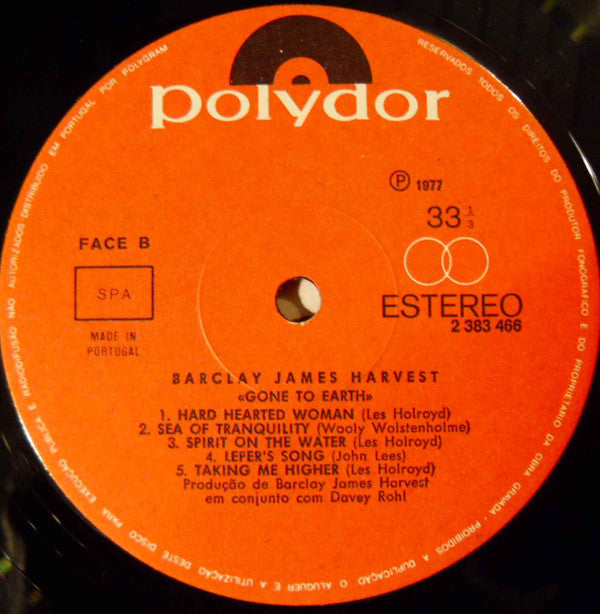 polydor
Ⓟ 1977
33 1/3
FACE B
SPA
ESTEREO
2 383 466
MADE IN
PORTUGAL
BARCLAY JAMES HARVEST
«GONE TO EARTH»
1. HARD HEARTED WOMAN (Les Holroyd)
2. SEA OF TRANQUILITY (Wooly Wolstenholme)
3. SPIRIT ON THE WATER (Les Holroyd)
4. LEPER'S SONG (John Lees)
5. TAKING ME HIGHER (Les Holroyd)
Produção de Barclay James Harvest
em conjunto com Davey Rohl
RESERVADOS TODOS OS DIREITOS DO PRODUTOR FONOGRÁFICO E DO PROPRIETÁRIO DA OBRA GRAVADA · PROIBIDOS A DUPLICAÇÃO O ALUGUER E A UTILIZAÇÃO DESTE DISCO PARA EXECUÇÃO PUBLICA E RADIODIFUSÃO NÃO AUTORIZADOS · DISTRIBUIDO EM PORTUGAL POR POLYGRAM